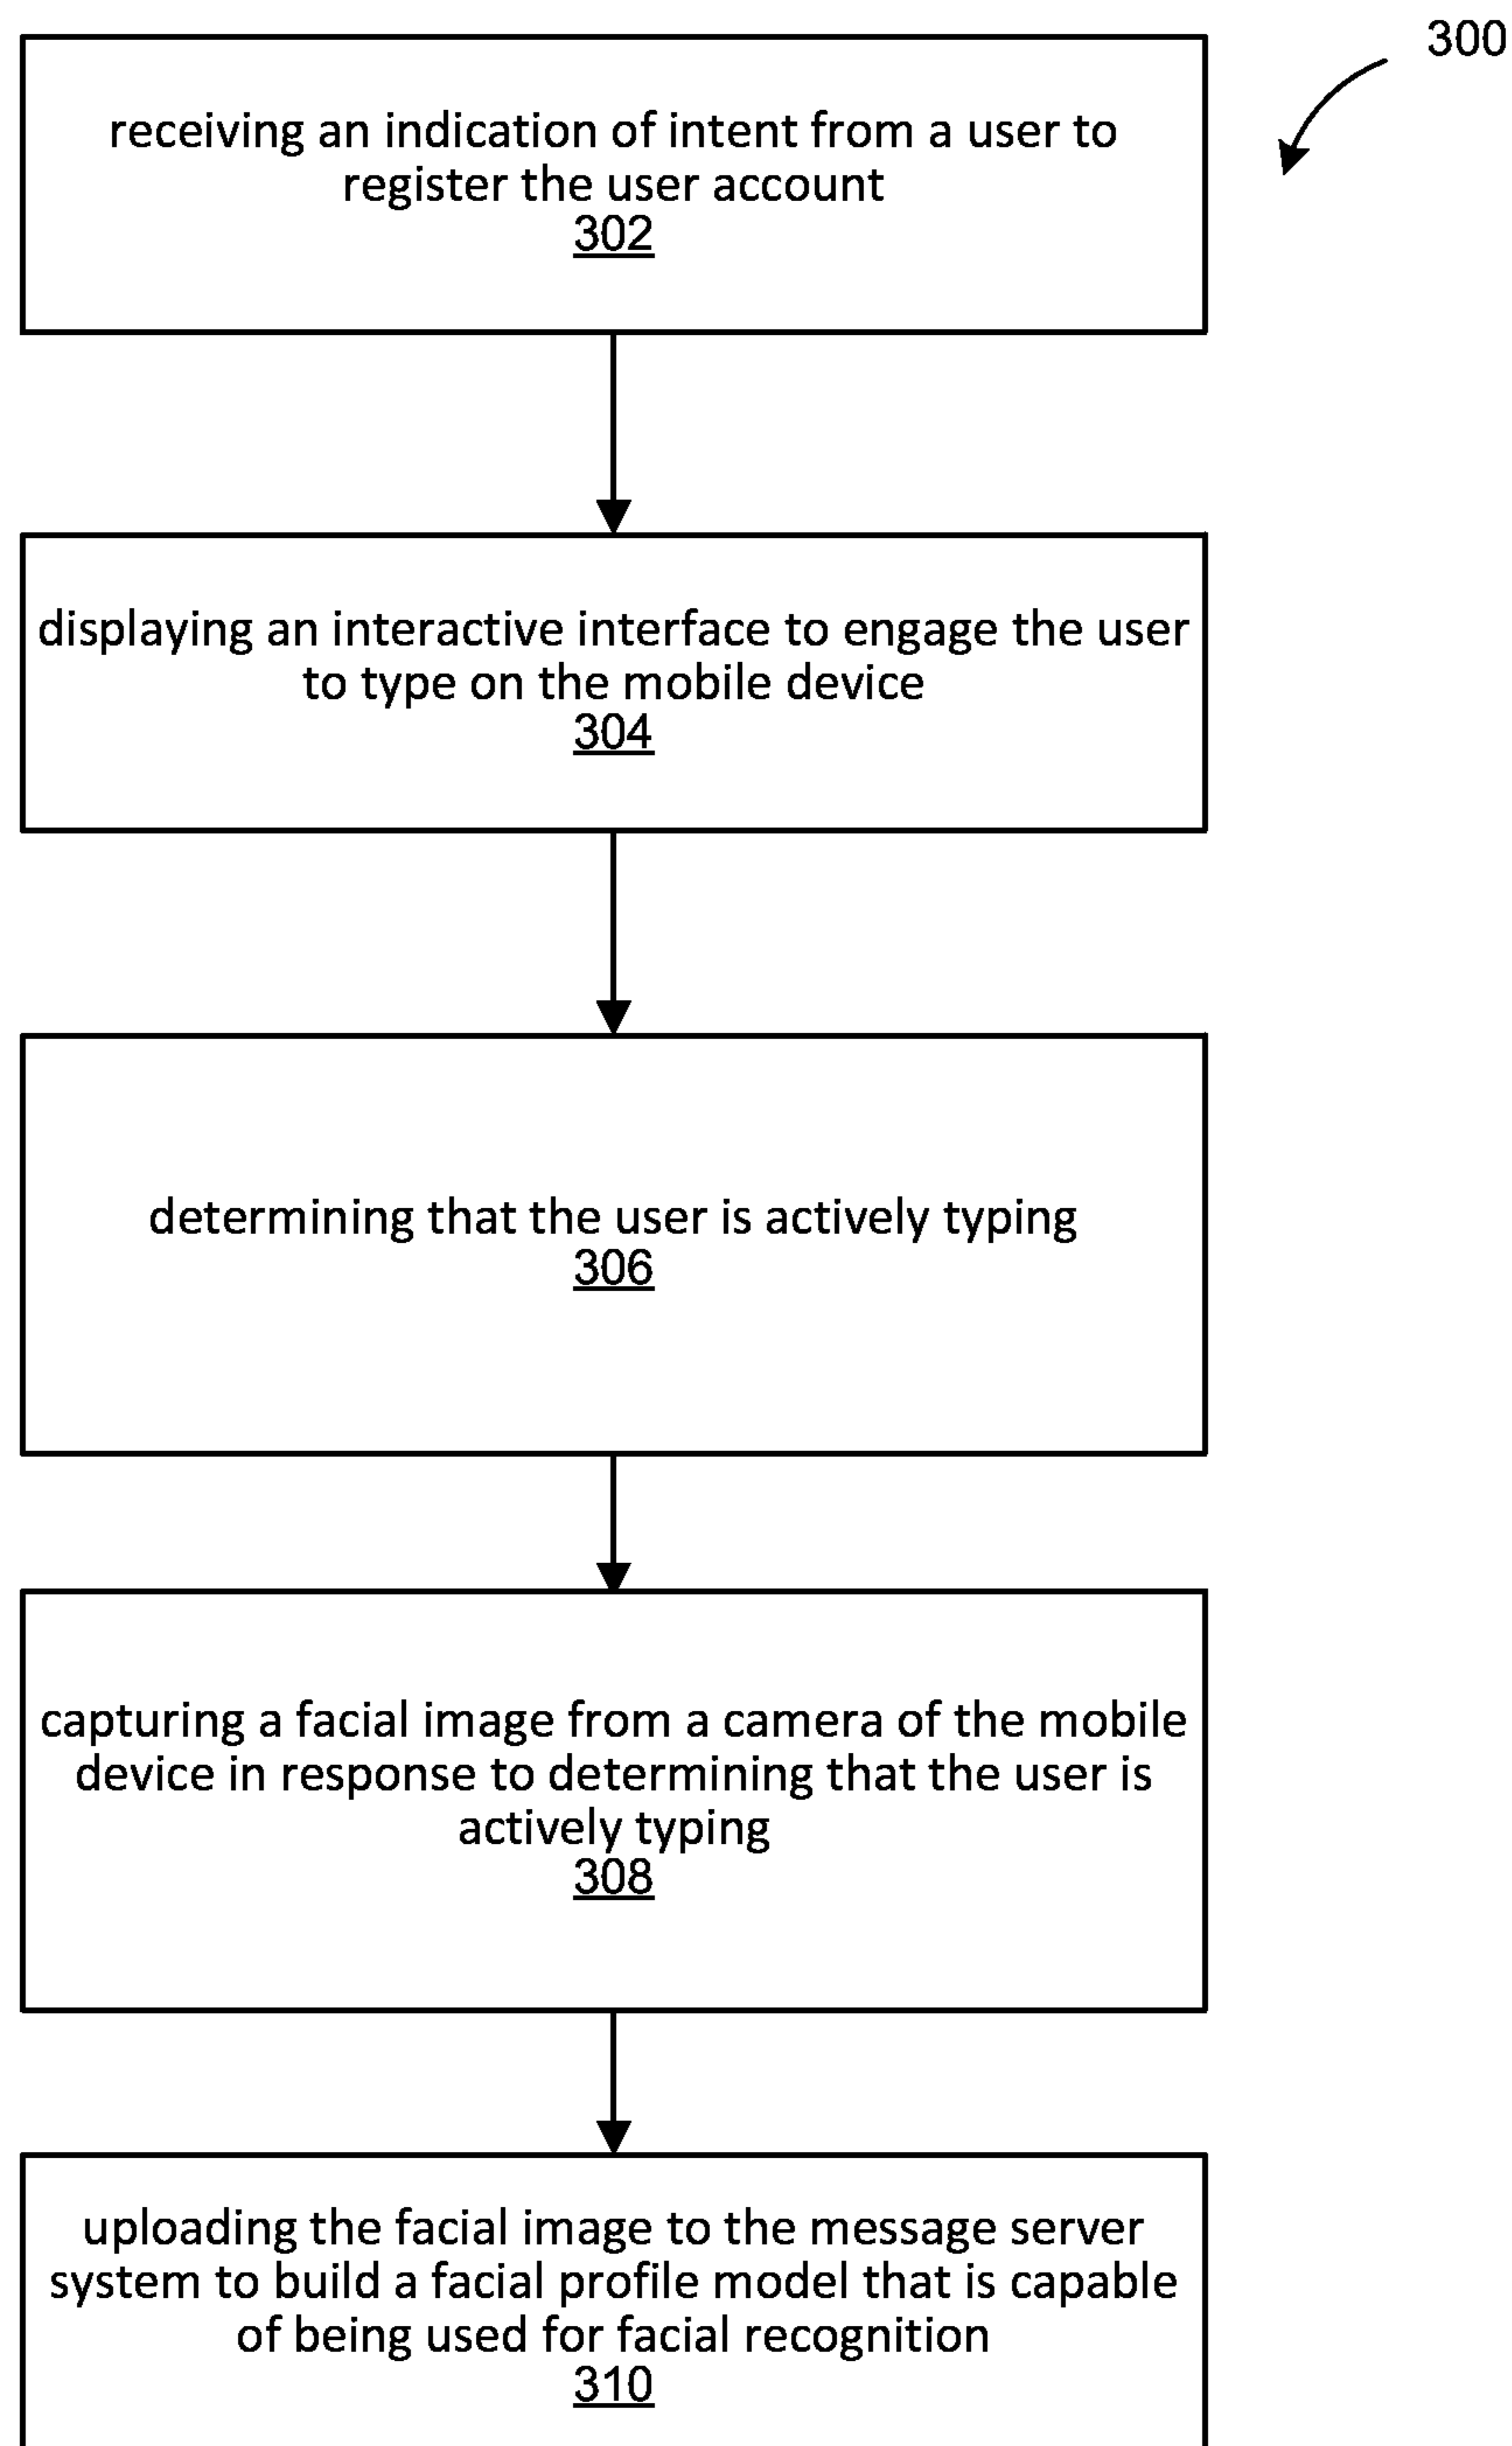 300
receiving an indication of intent from a user to
register the user account
302
displaying an interactive interface to engage the user
to type on the mobile device
304
determining that the user is actively typing
306
capturing a facial image from a camera of the mobile
device in response to determining that the user is
actively typing
308
uploading the facial image to the message server
system to build a facial profile model that is capable
of being used for facial recognition
310